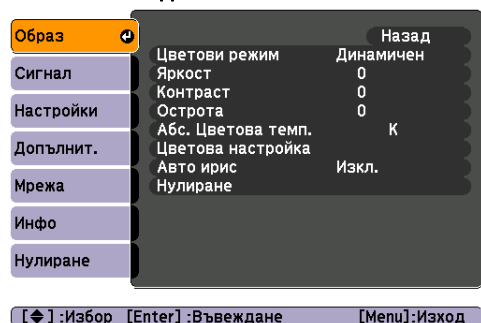 Образ
Сигнал
Настройки
Допълнит.
Мрежа
Инфо
Нулиране
Назад
Цветови режим Динамичен
Яркост 0
Контраст 0
Острота 0
Абс. Цветова темп. K
Цветова настройка
Авто ирис Изкл.
Нулиране
[◆] :Избор [Enter] :Въвеждане [Menu]:Изход